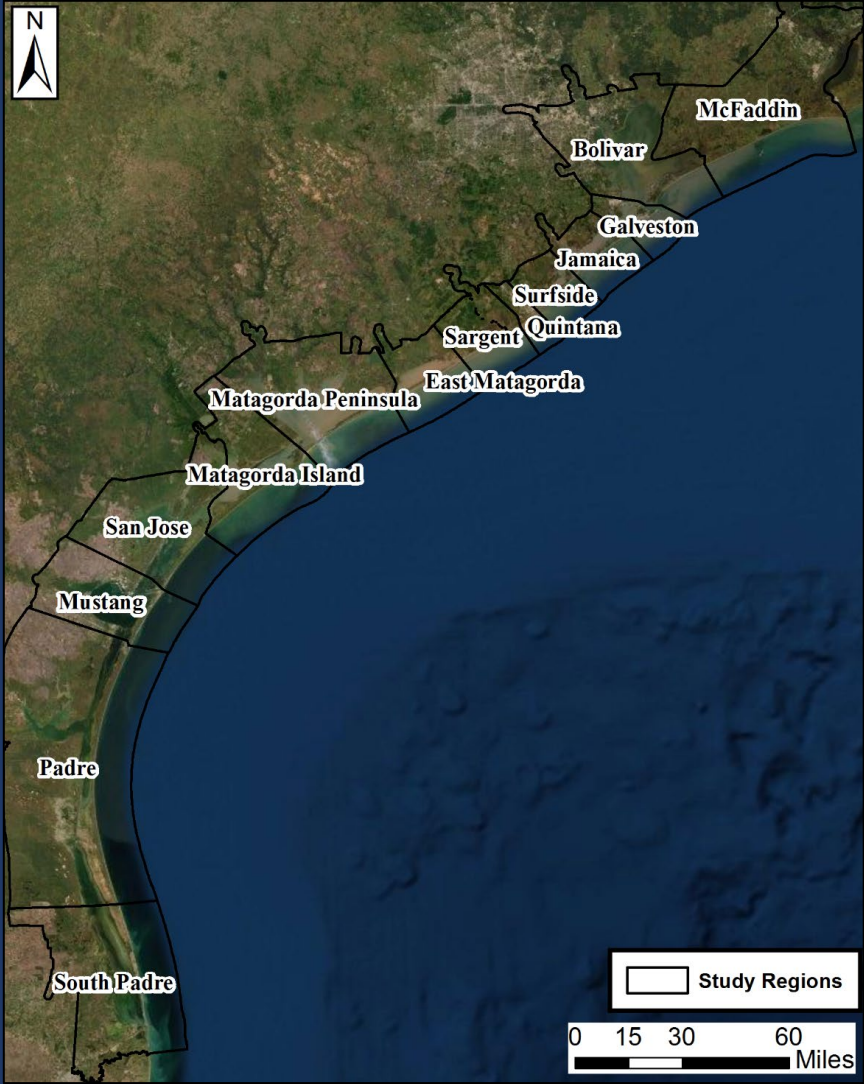 N
McFaddin
Bolivar
Galveston
Jamaica
Surfside
Quintana
Sargent
East Matagorda
Matagorda Peninsula
Matagorda Island
San Jose
Mustang
Padre
South Padre
Study Regions
0 15 30 60
Miles